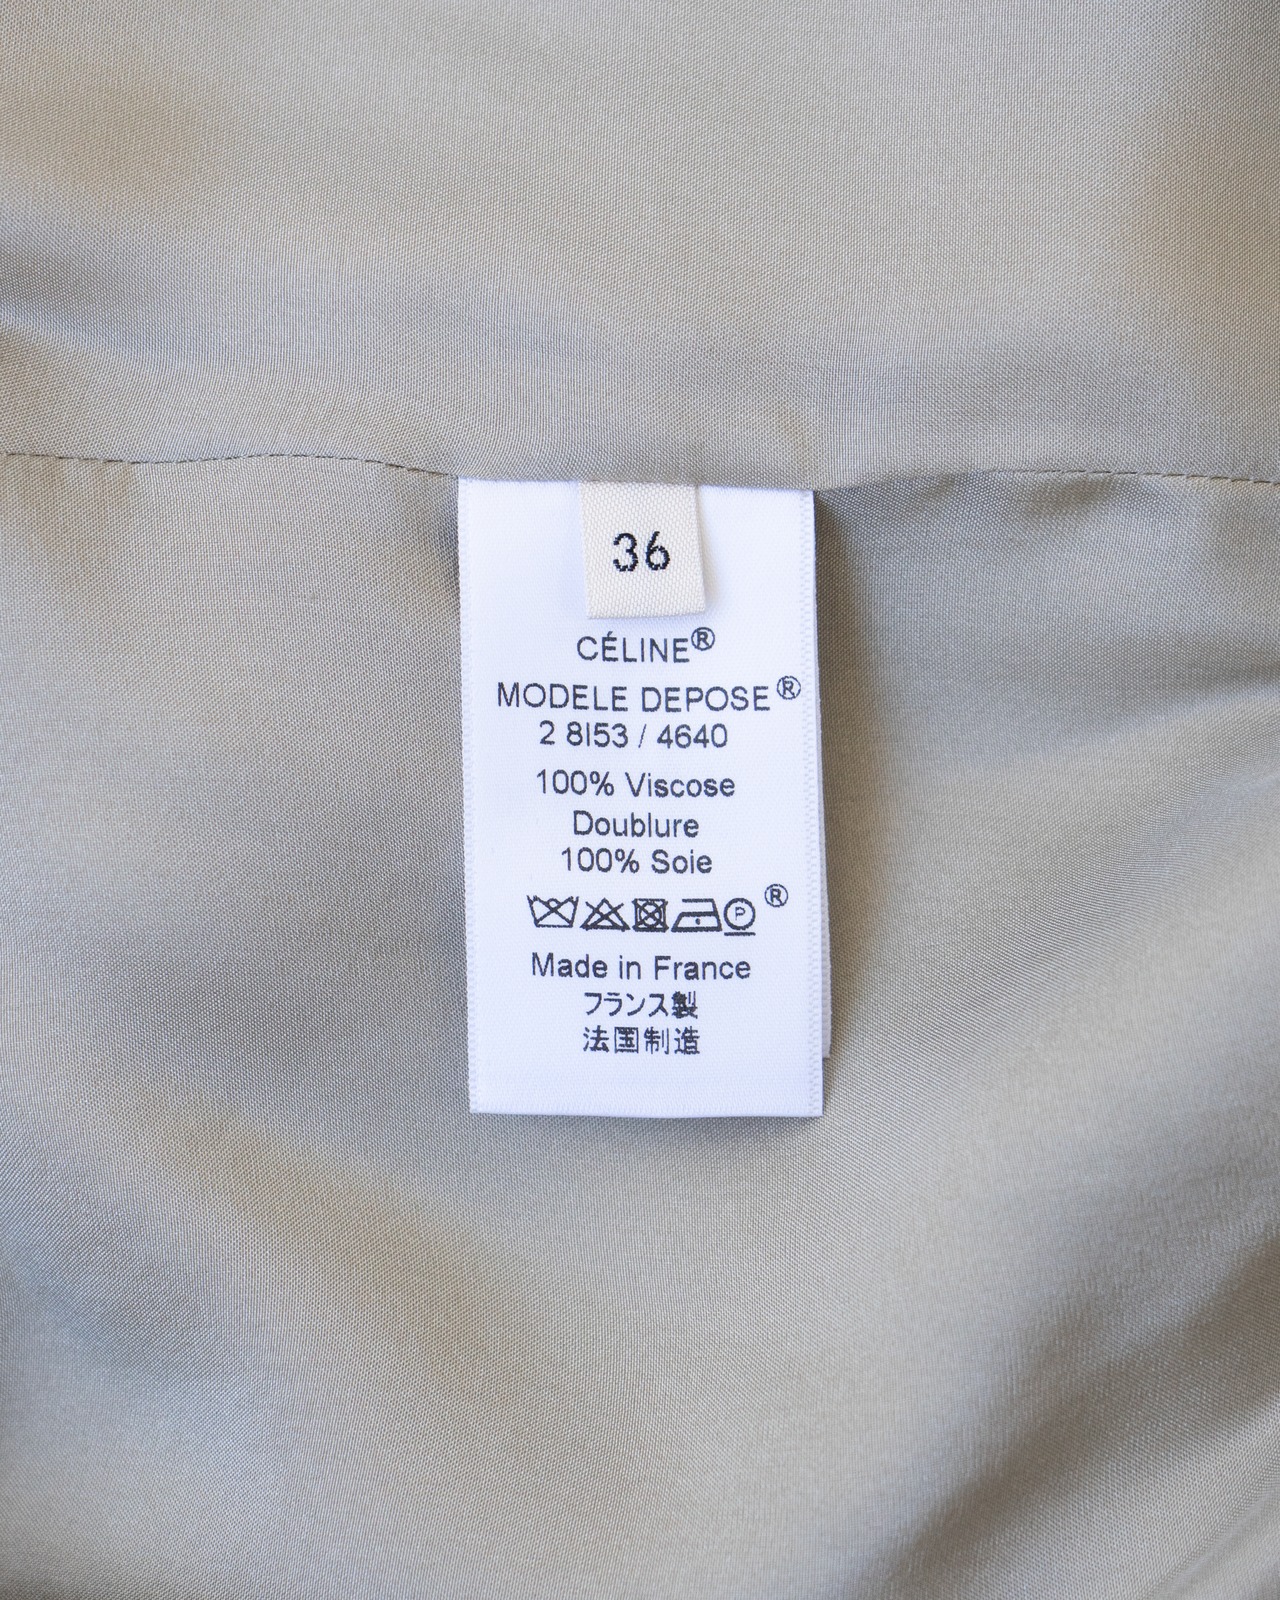 36
CÉLINE®
MODELE DEPOSE®
2 8I53 / 4640
100% Viscose
Doublure
100% Soie
P ®
Made in France
フランス製
法国制造